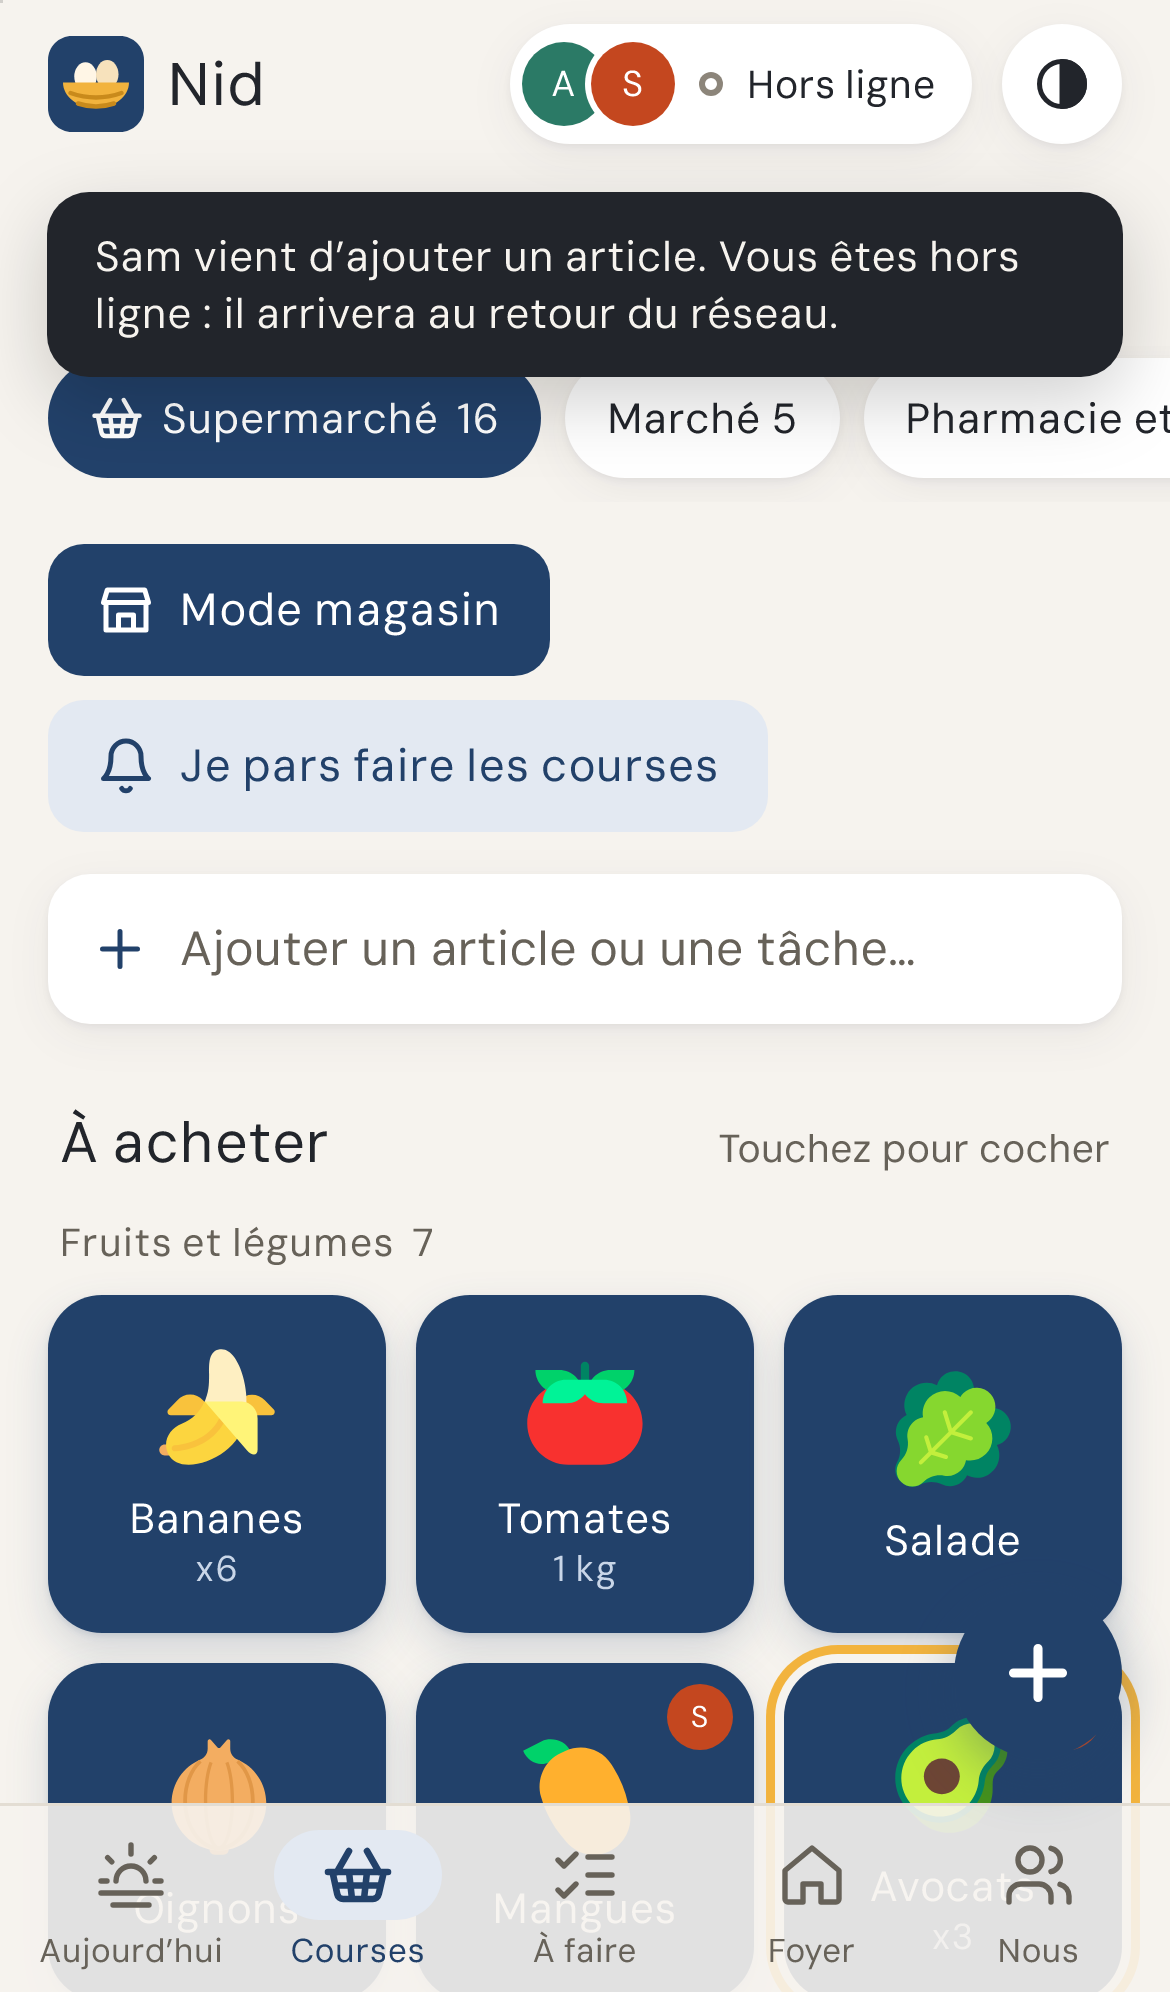 Nid
A
S
Hors ligne
Sam vient d’ajouter un article. Vous êtes hors
ligne : il arrivera au retour du réseau.
Supermarché 16
Marché 5
Pharmacie et
Mode magasin
Je pars faire les courses
Ajouter un article ou une tâche…
À acheter
Touchez pour cocher
Fruits et légumes 7
Bananes
x6
Tomates
1 kg
Salade
S
Oignons
Mangues
Avocats
x3
Aujourd’hui
Courses
À faire
Foyer
Nous